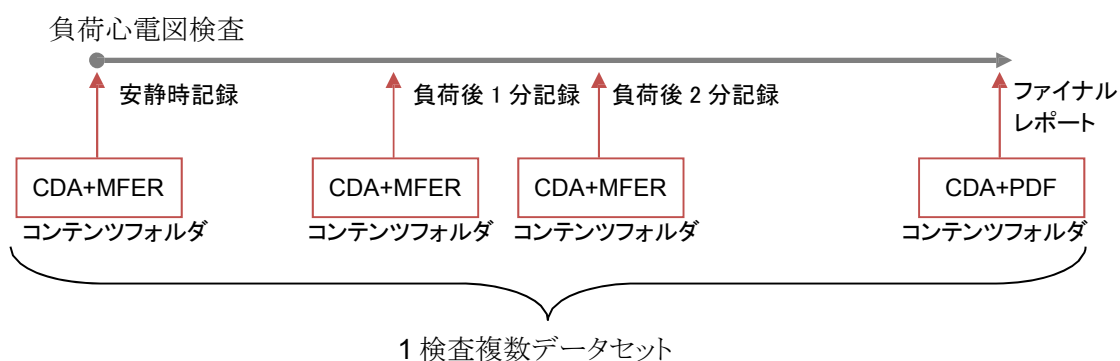 負荷心電図検査
安静時記録
負荷後 1 分記録
負荷後 2 分記録
ファイナル
レポート
CDA+MFER
CDA+MFER
CDA+MFER
CDA+PDF
コンテンツフォルダ
コンテンツフォルダ
コンテンツフォルダ
コンテンツフォルダ
1 検査複数データセット